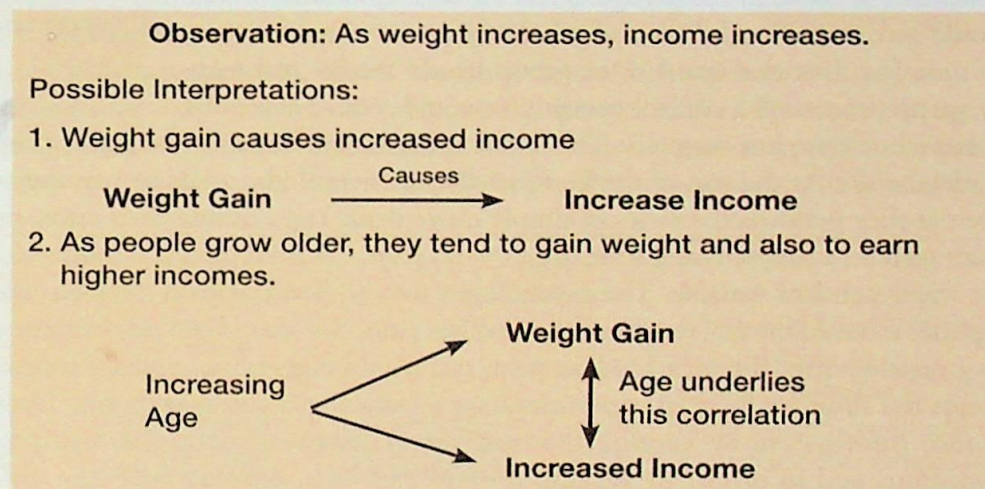 Observation: As weight increases, income increases.
Possible Interpretations:
1. Weight gain causes increased income
Causes
Weight Gain Increase Income
2. As people grow older, they tend to gain weight and also to earn
higher incomes.
Weight Gain
Increasing
Age
Age underlies
this correlation
Increased Income